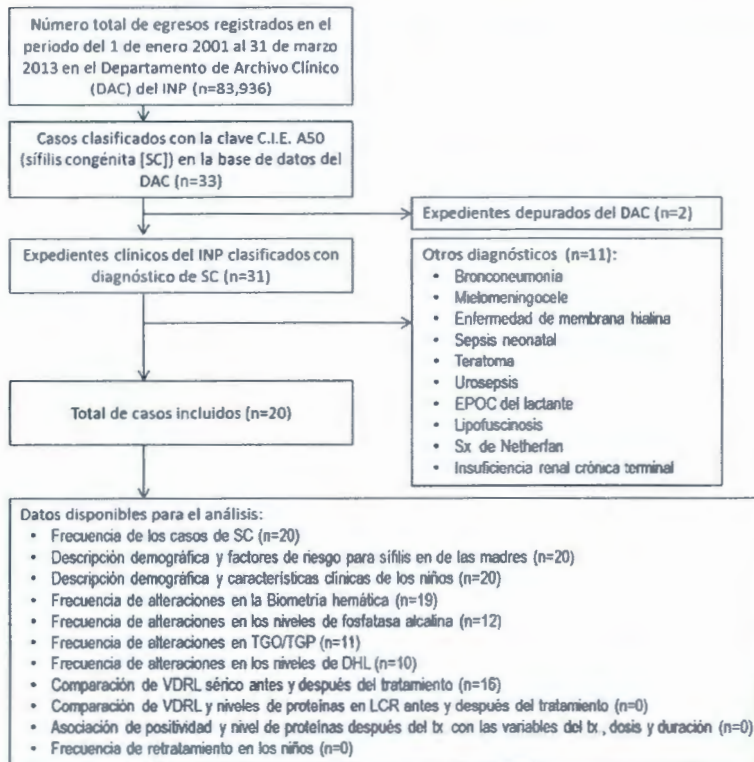 Número total de egresos registrados en el
periodo del 1 de enero 2001 al 31 de marzo
2013 en el Departamento de Archivo Clínico
(DAC) del INP (n=83,936)
Casos clasificados con la clave C.I.E. A50
(sífilis congénita [SC]) en la base de datos del
DAC (n=33)
Expedientes depurados del DAC (n=2)
Expedientes clínicos del INP clasificados con
diagnóstico de SC (n=31)
Otros diagnósticos (n=11):
• Bronconeumonia
• Mielomeningocele
• Enfermedad de membrana hialina
• Sepsis neonatal
• Teratoma
• Urosepsis
• EPOC del lactante
• Lipofuscinosis
• Sx de Netherfan
• Insuficiencia renal crónica terminal
Total de casos incluidos (n=20)
Datos disponibles para el análisis:
• Frecuencia de los casos de SC (n=20)
• Descripción demográfica y factores de riesgo para sífilis en de las madres (n=20)
• Descripción demográfica y características clínicas de los niños (n=20)
• Frecuencia de alteraciones en la Biometría hemática (n=19)
• Frecuencia de alteraciones en los niveles de fosfatasa alcalina (n=12)
• Frecuencia de alteraciones en TGO/TGP (n=11)
• Frecuencia de alteraciones en los niveles de DHL (n=10)
• Comparación de VDRL sérico antes y después del tratamiento (n=16)
• Comparación de VDRL y niveles de proteínas en LCR antes y después del tratamiento (n=0)
• Asociación de positividad y nivel de proteínas después del tx con las variables del tx, dosis y duración (n=0)
• Frecuencia de retratamiento en los niños (n=0)